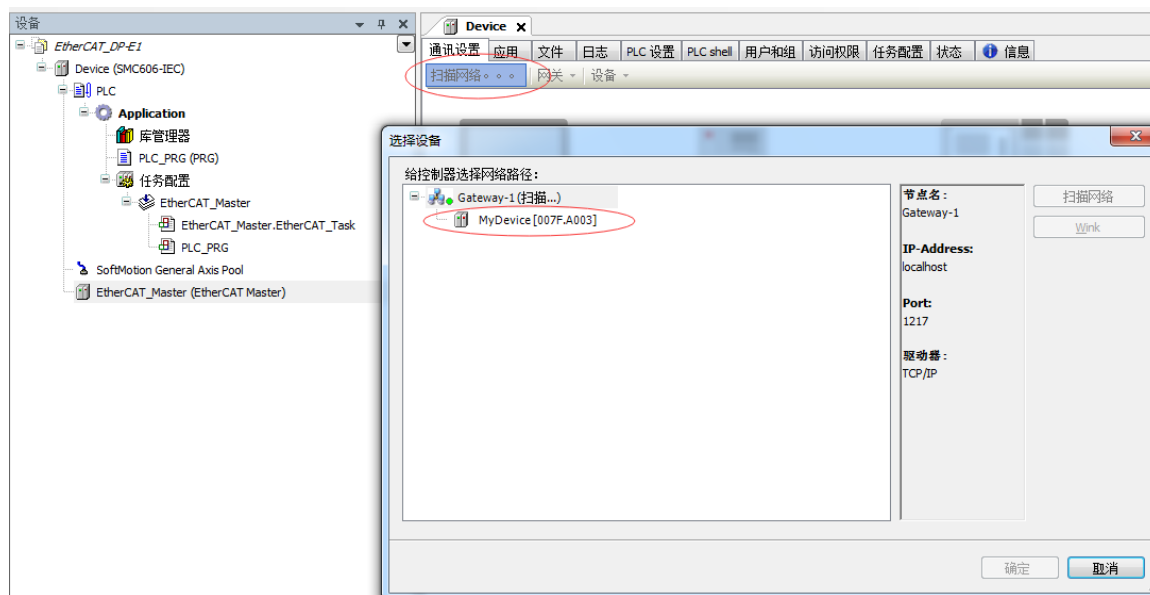 设备
EtherCAT_DP-E1
Device (SMC606-IEC)
PLC
Application
库管理器
PLC_PRG (PRG)
任务配置
EtherCAT_Master
EtherCAT_Master.EtherCAT_Task
PLC_PRG
SoftMotion General Axis Pool
EtherCAT_Master (EtherCAT Master)
Device
通讯设置 应用 文件 日志 PLC 设置 PLC shell 用户和组 访问权限 任务配置 状态 信息
扫描网络。。。 网关 设备
选择设备
给控制器选择网络路径：
Gateway-1 (扫描...)
MyDevice [007F.A003]
节点名：
Gateway-1
IP-Address:
localhost
Port:
1217
驱动器：
TCP/IP
扫描网络
Wink
确定 取消